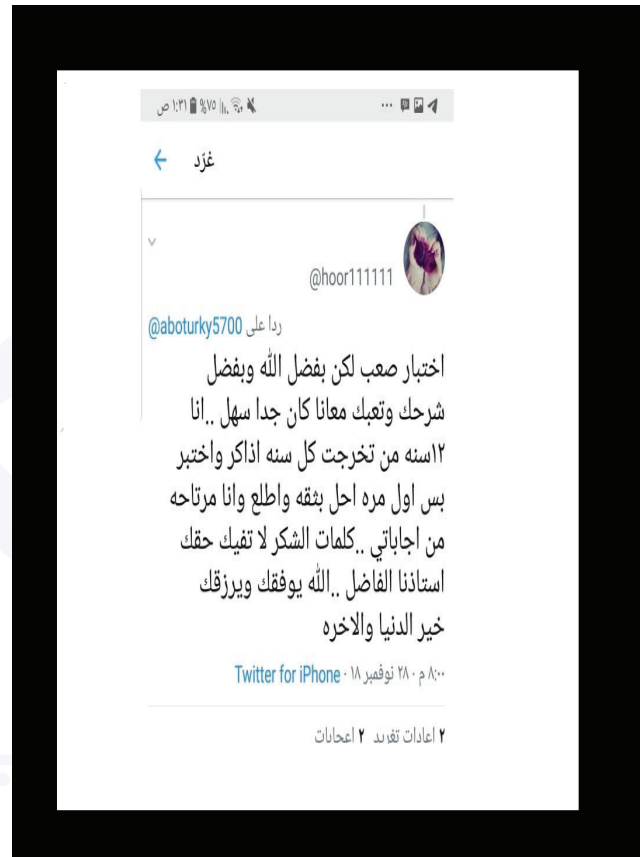 ١:٣١ ص ٧٥%
غرّد
@hoor111111
ردا على @aboturky5700
اختبار صعب لكن بفضل الله وبفضل
شرحك وتعبك معانا كان جدا سهل ..انا
١٢سنه من تخرجت كل سنه اذاكر واختبر
بس اول مره احل بثقه واطلع وانا مرتاحه
من اجاباتي ..كلمات الشكر لا تفيك حقك
استاذنا الفاضل ..الله يوفقك ويرزقك
خير الدنيا والاخره
٨:٠٠ م · ٢٨ نوفمبر ١٨ · Twitter for iPhone
٢ اعادات تغريد ٢ اعجابات